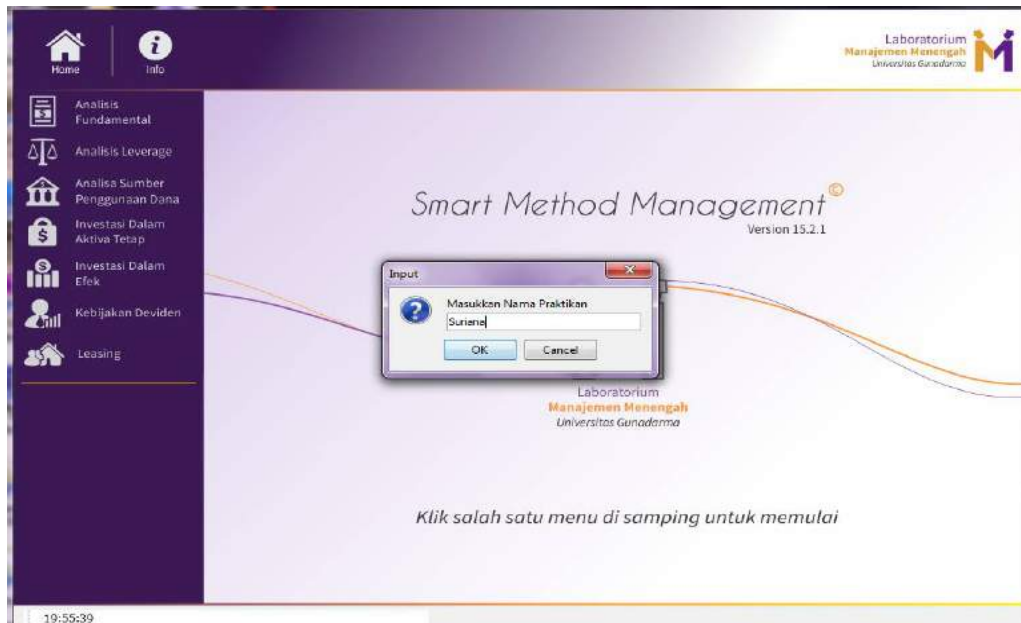 Home
Info
Laboratorium
Manajemen Menengah
Universitas Gunadarma
Analisis
Fundamental
Analisis Leverage
Analisa Sumber
Penggunaan Dana
Investasi Dalam
Aktiva Tetap
Investasi Dalam
Efek
Kebijakan Deviden
Leasing
Smart Method Management©
Version 15.2.1
Input
Masukkan Nama Praktikan
Suriana
OK
Cancel
Laboratorium
Manajemen Menengah
Universitas Gunadarma
Klik salah satu menu di samping untuk memulai
19:55:39